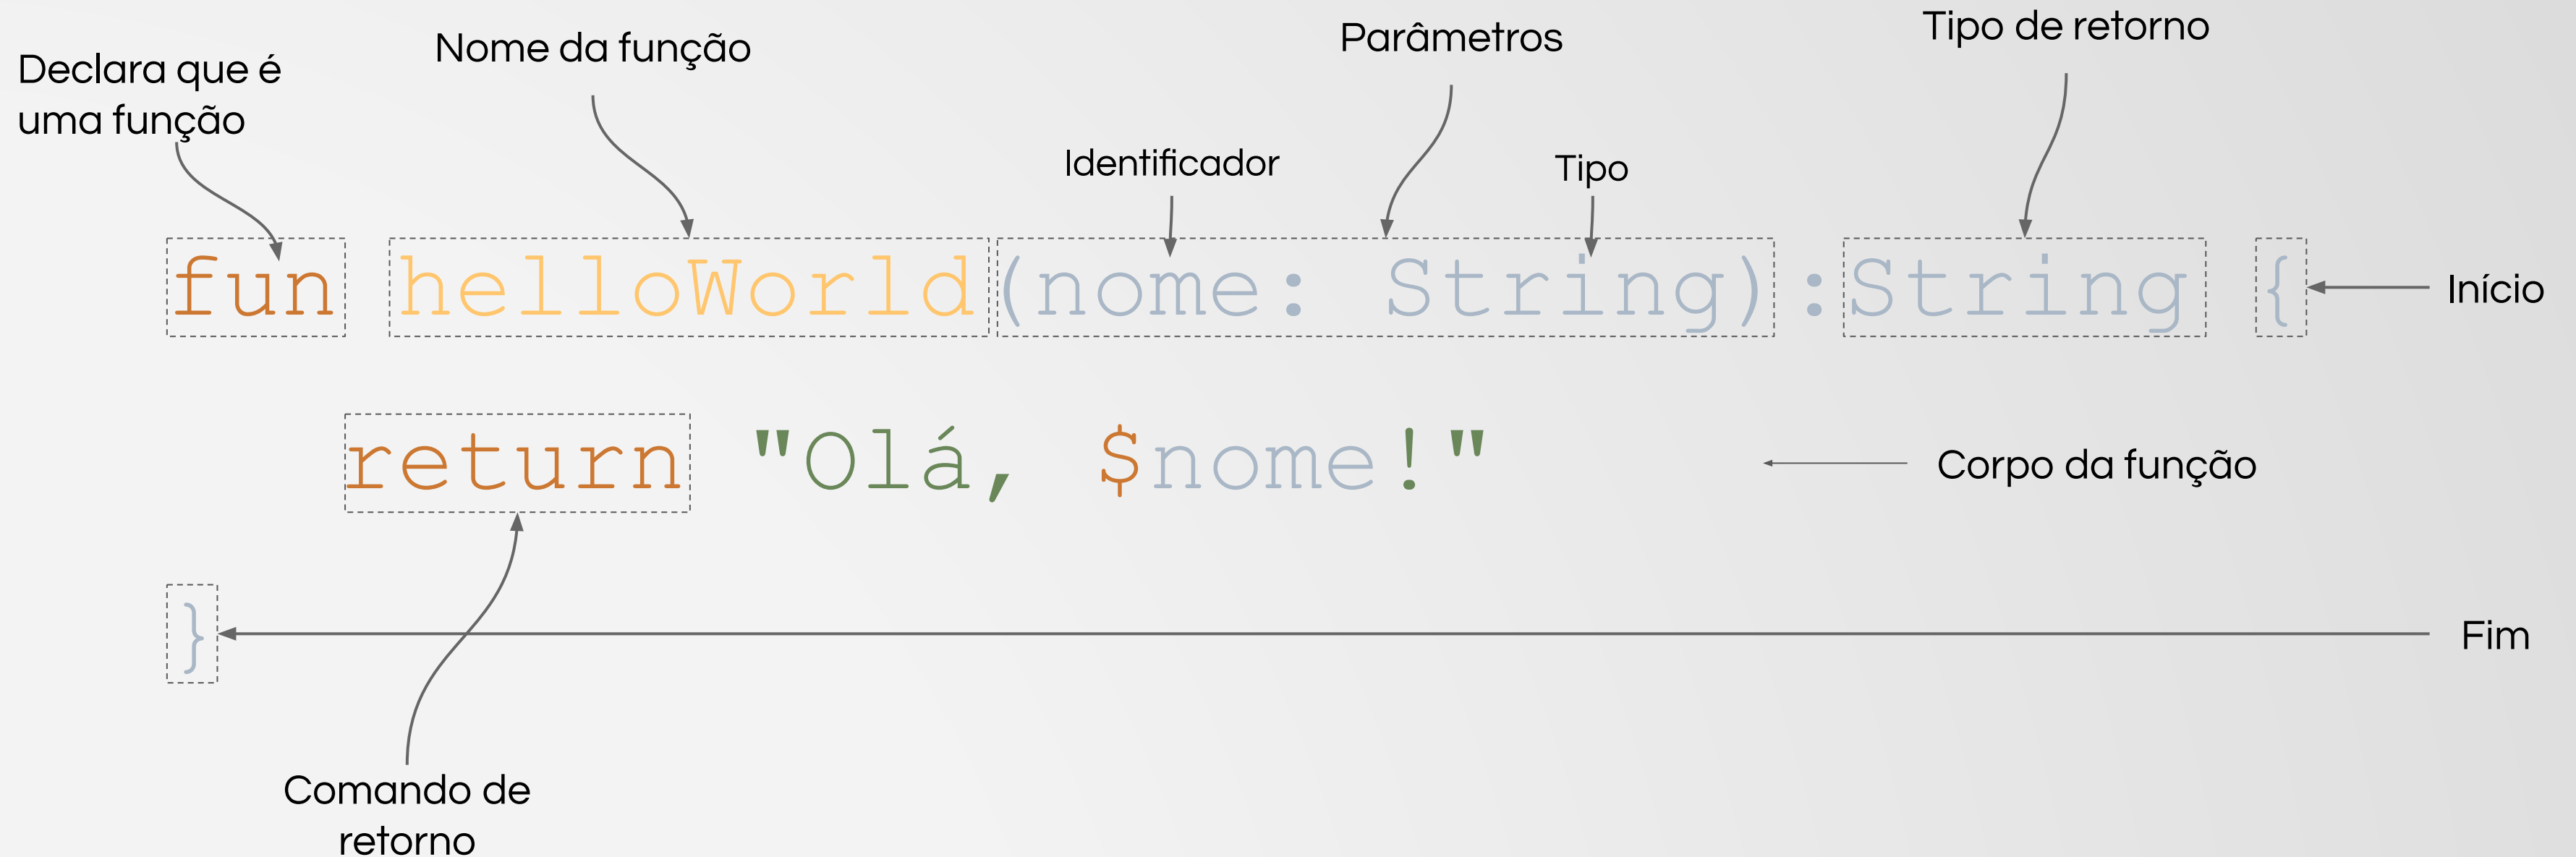 Declara que é
uma função
Nome da função
Parâmetros
Tipo de retorno
Identificador
Tipo
fun helloWorld(nome: String):String {
Início
return "Olá, $nome!"
Corpo da função
}
Fim
Comando de
retorno